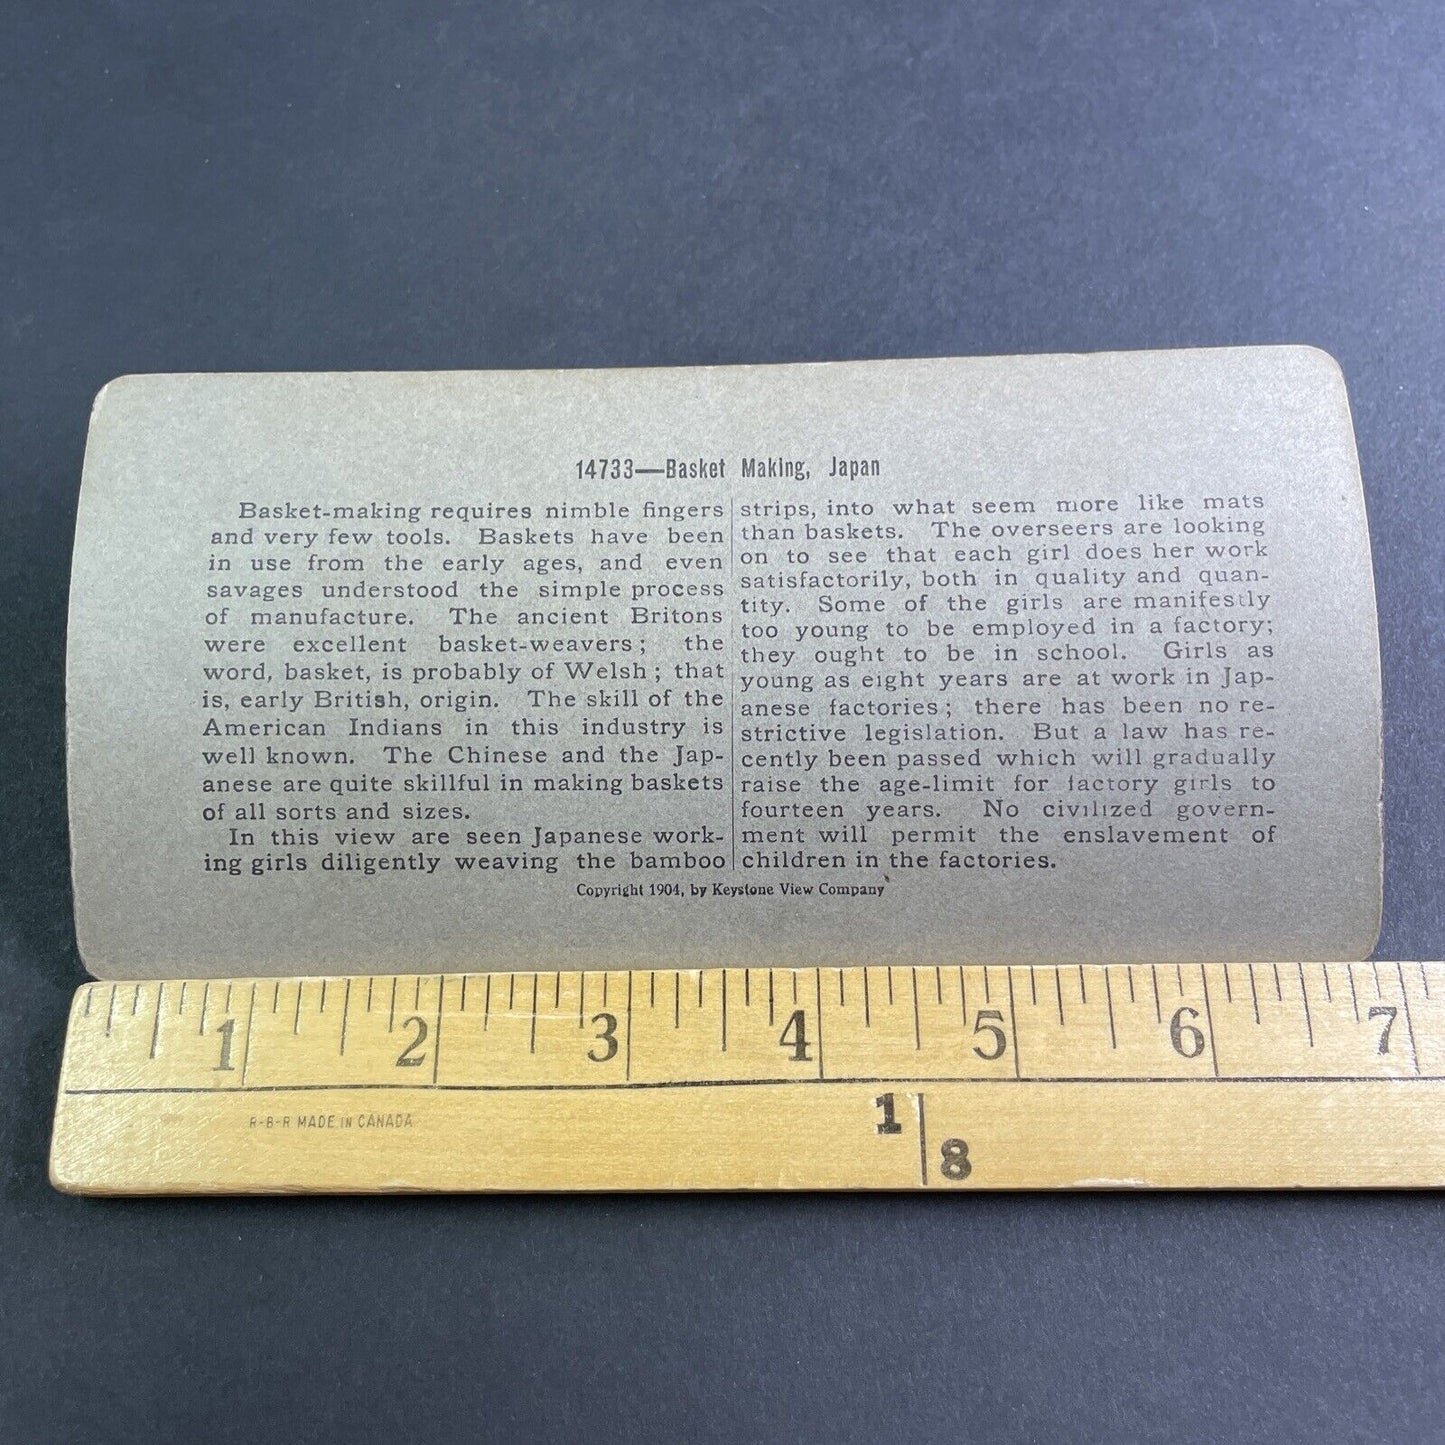 14733—Basket Making, Japan
Basket-making requires nimble fingers
and very few tools. Baskets have been
in use from the early ages, and even
savages understood the simple process
of manufacture. The ancient Britons
were excellent basket-weavers; the
word, basket, is probably of Welsh; that
is, early British, origin. The skill of the
American Indians in this industry is
well known. The Chinese and the Jap-
anese are quite skillful in making baskets
of all sorts and sizes.
In this view are seen Japanese work-
ing girls diligently weaving the bamboo
strips, into what seem more like mats
than baskets. The overseers are looking
on to see that each girl does her work
satisfactorily, both in quality and quan-
tity. Some of the girls are manifestly
too young to be employed in a factory;
they ought to be in school. Girls as
young as eight years are at work in Jap-
anese factories; there has been no re-
strictive legislation. But a law has re-
cently been passed which will gradually
raise the age-limit for factory girls to
fourteen years. No civilized govern-
ment will permit the enslavement of
children in the factories.
Copyright 1904, by Keystone View Company
1 2 3 4 5 6 7
R-B-R MADE IN CANADA
1
8